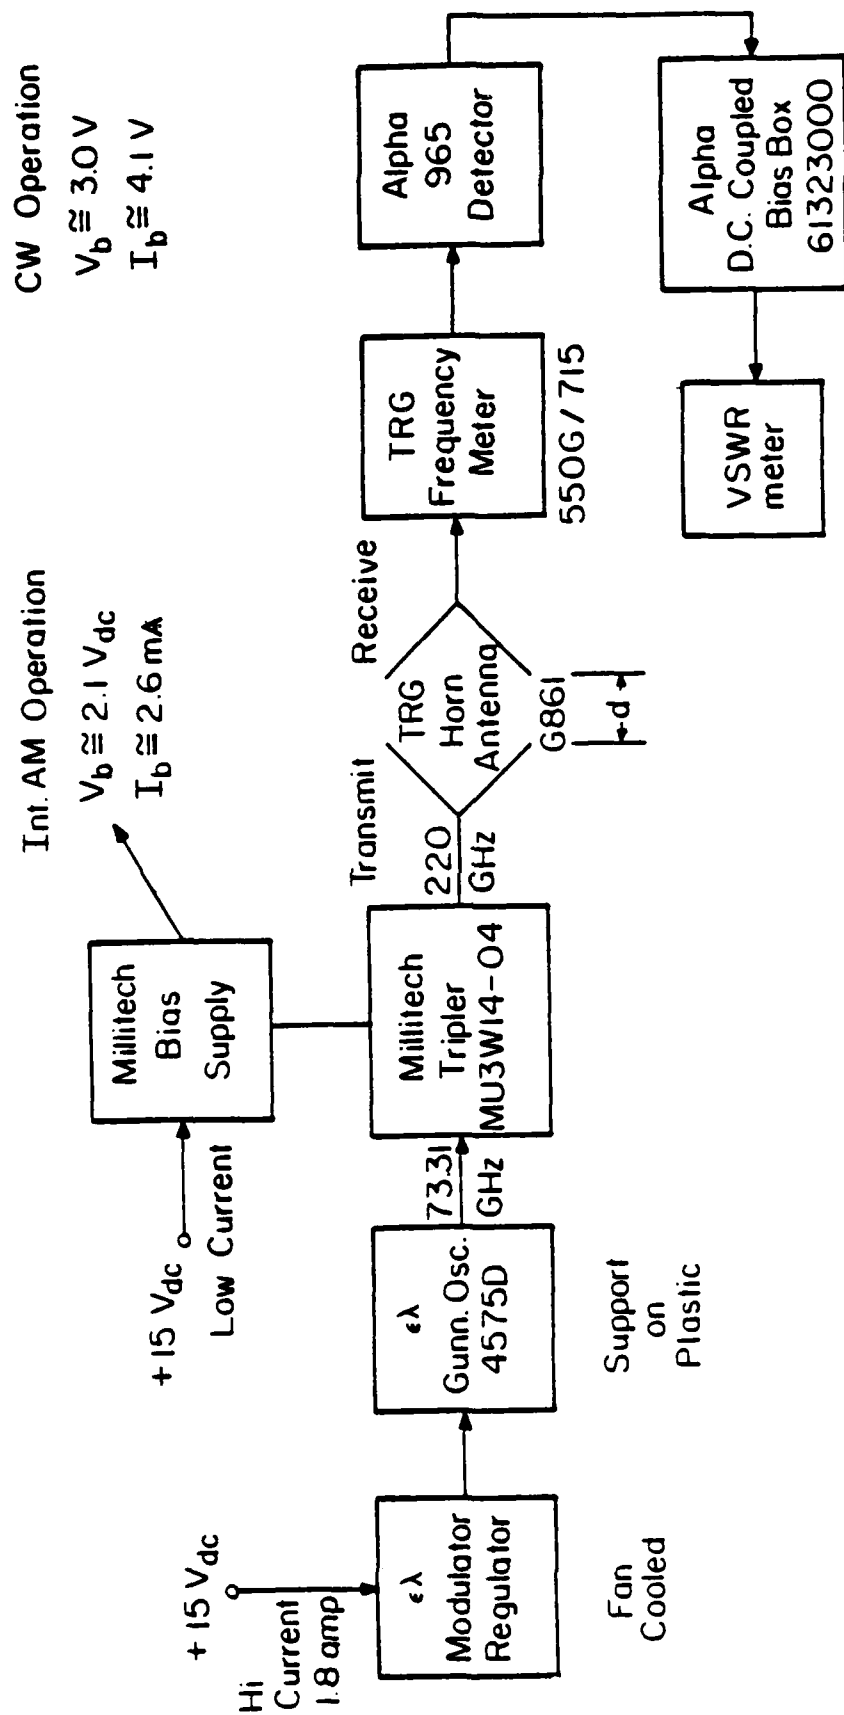 CW Operation
V_b ≅ 3.0 V
I_b ≅ 4.1 V
Int. AM Operation
V_b ≅ 2.1 V_dc
I_b ≅ 2.6 mA
+15 V_dc
Low Current
Millitech
Bias
Supply
+15 V_dc
Hi
Current
1.8 amp
ϵλ
Modulator
Regulator
Fan
Cooled
ϵλ
Gunn. Osc.
4575D
Support
on
Plastic
73.31
GHz
Millitech
Tripler
MU3W14-04
220
GHz
Transmit
Receive
TRG
Horn
Antenna
G861
d
TRG
Frequency
Meter
550G/715
Alpha
965
Detector
Alpha
D.C. Coupled
Bias Box
61323000
VSWR
meter